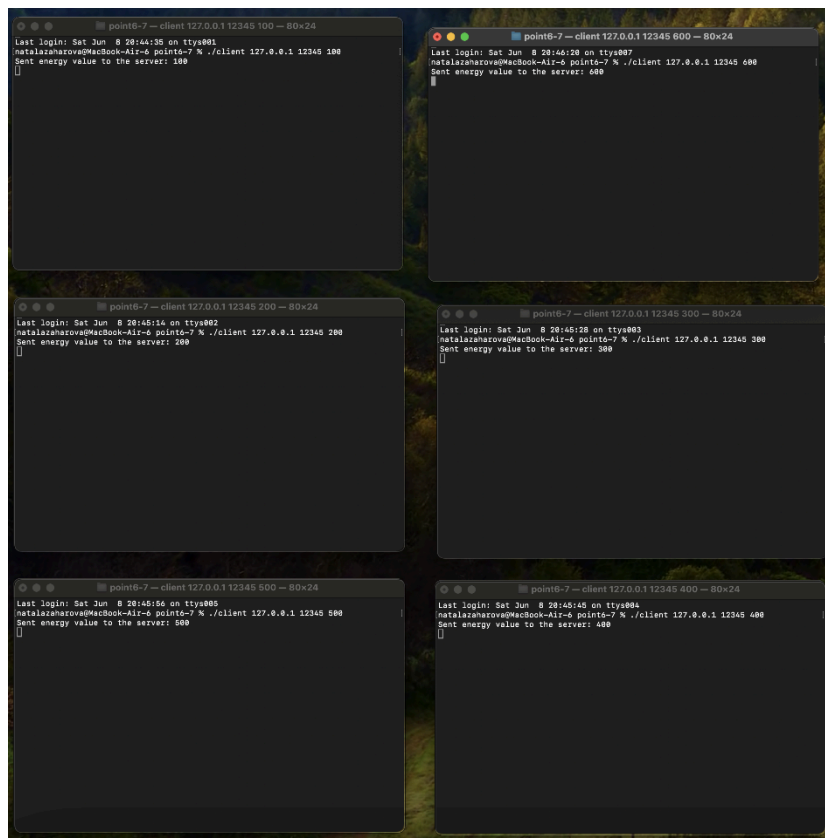 point6-7 — client 127.0.0.1 12345 100 — 80×24
Last login: Sat Jun  8 20:44:35 on ttys001
natalazaharova@MacBook-Air-6 point6-7 % ./client 127.0.0.1 12345 100
Sent energy value to the server: 100
point6-7 — client 127.0.0.1 12345 600 — 80×24
Last login: Sat Jun  8 20:46:20 on ttys007
natalazaharova@MacBook-Air-6 point6-7 % ./client 127.0.0.1 12345 600
Sent energy value to the server: 600
point6-7 — client 127.0.0.1 12345 200 — 80×24
Last login: Sat Jun  8 20:45:14 on ttys002
natalazaharova@MacBook-Air-6 point6-7 % ./client 127.0.0.1 12345 200
Sent energy value to the server: 200
point6-7 — client 127.0.0.1 12345 300 — 80×24
Last login: Sat Jun  8 20:45:28 on ttys003
natalazaharova@MacBook-Air-6 point6-7 % ./client 127.0.0.1 12345 300
Sent energy value to the server: 300
point6-7 — client 127.0.0.1 12345 500 — 80×24
Last login: Sat Jun  8 20:45:56 on ttys005
natalazaharova@MacBook-Air-6 point6-7 % ./client 127.0.0.1 12345 500
Sent energy value to the server: 500
point6-7 — client 127.0.0.1 12345 400 — 80×24
Last login: Sat Jun  8 20:45:45 on ttys004
natalazaharova@MacBook-Air-6 point6-7 % ./client 127.0.0.1 12345 400
Sent energy value to the server: 400